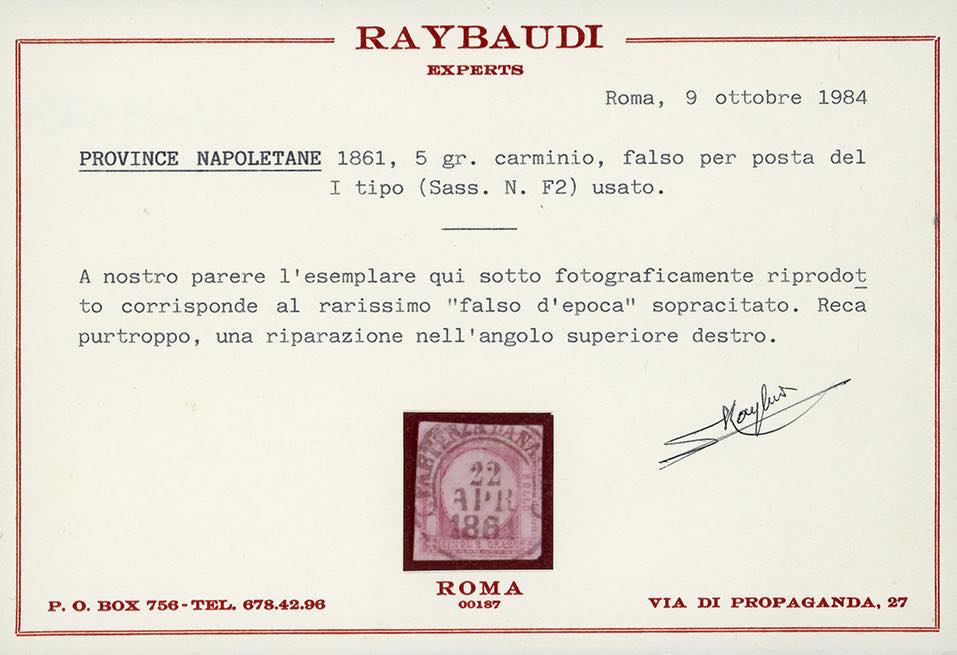 RAYBAUDI
EXPERTS
Roma, 9 ottobre 1984
PROVINCE NAPOLETANE 1861, 5 gr. carminio, falso per posta del
I tipo (Sass. N. F2) usato.
A nostro parere l'esemplare qui sotto fotograficamente riprodot
to corrisponde al rarissimo "falso d'epoca" sopracitato. Reca
purtroppo, una riparazione nell'angolo superiore destro.
22
APR
186
BOLLO
ROMA
00187
P. O. BOX 756 - TEL. 678.42.96
VIA DI PROPAGANDA, 27